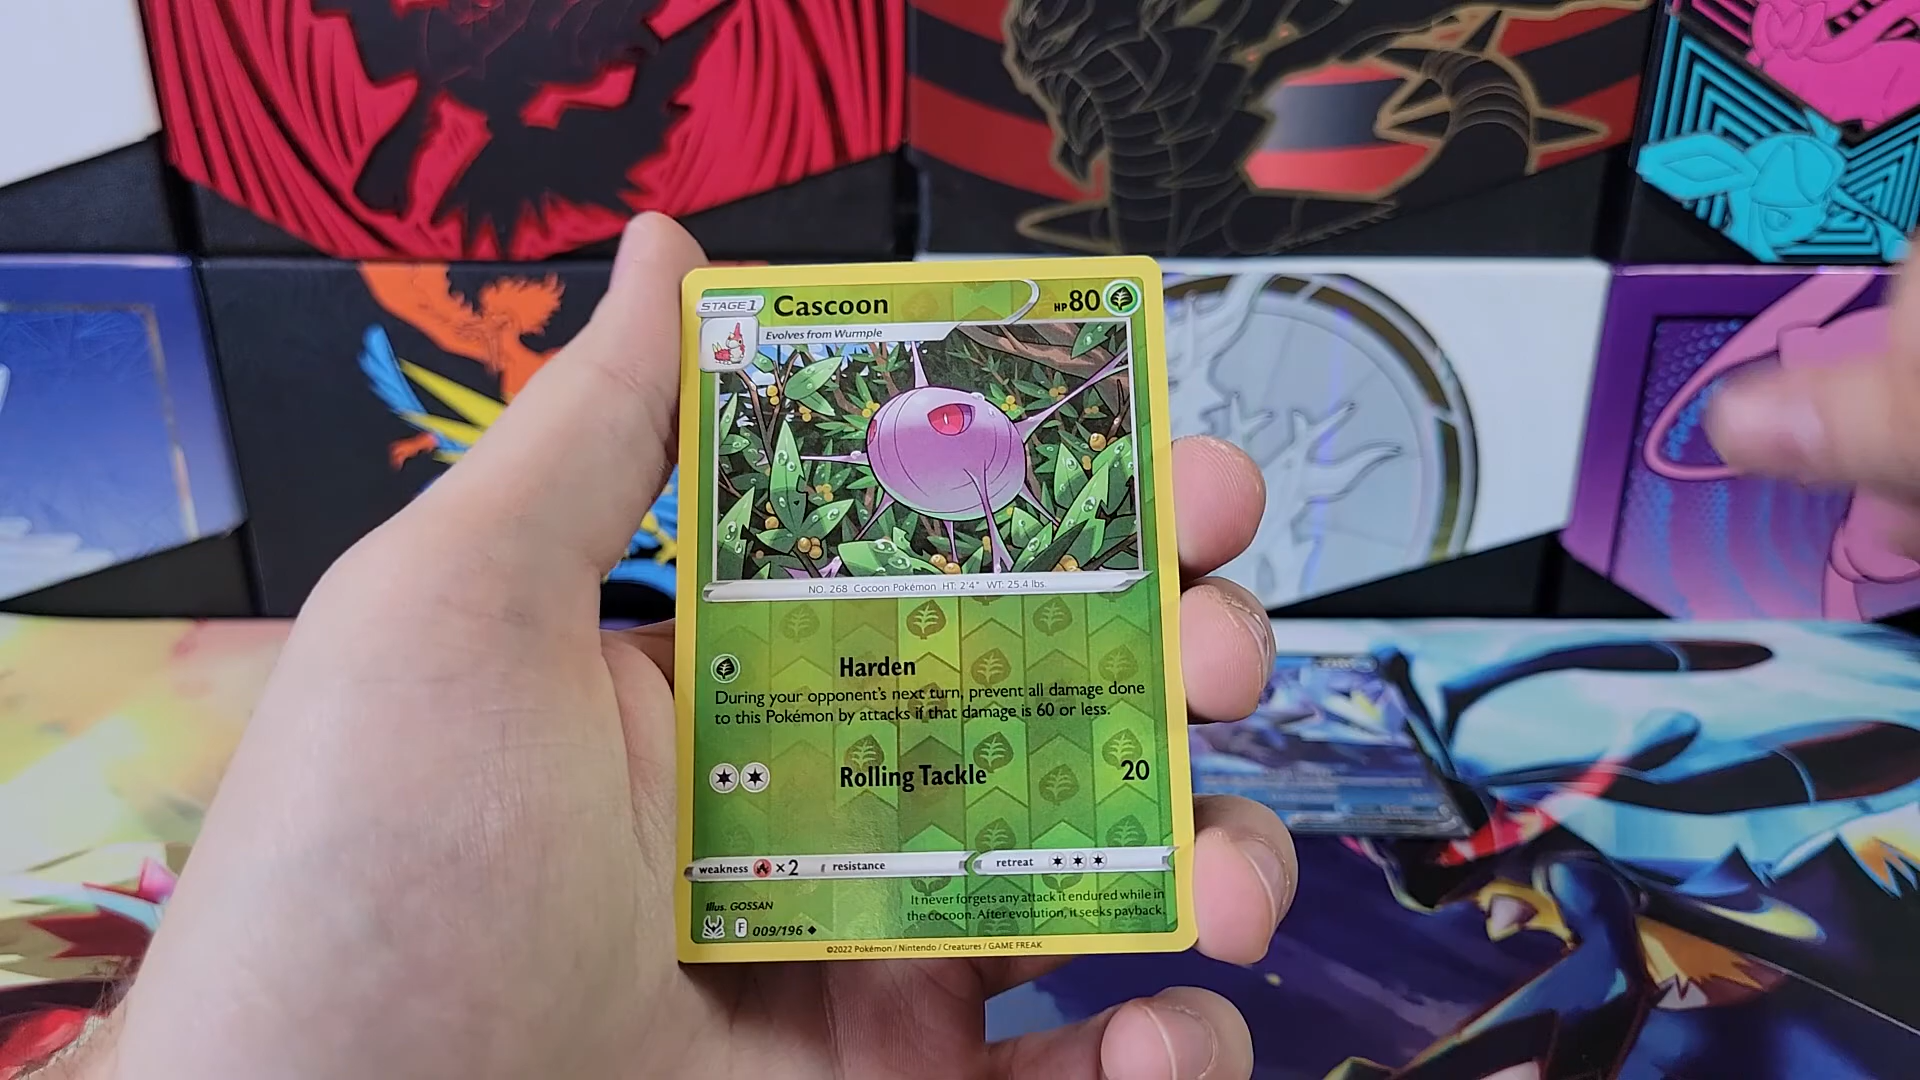 STAGE 1
Cascoon
HP 80
Evolves from Wurmple
NO. 268 Cocoon Pokémon HT: 2'4" WT: 25.4 lbs.
Harden
During your opponent's next turn, prevent all damage done
to this Pokémon by attacks if that damage is 60 or less.
Rolling Tackle 20
weakness ×2 resistance retreat
Illus. GOSSAN
It never forgets any attack it endured while in
the cocoon. After evolution, it seeks payback.
F 009/196
©2022 Pokémon / Nintendo / Creatures / GAME FREAK